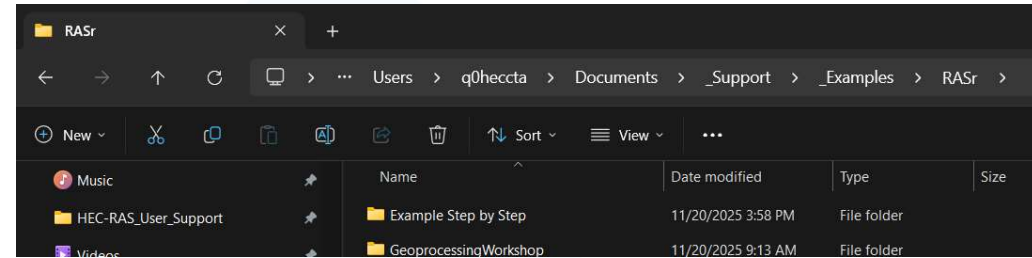 RASr
Users > q0heccta > Documents > _Support > _Examples > RASr >
New Sort View
Music
HEC-RAS_User_Support
Videos
Name Date modified Type Size
Example Step by Step 11/20/2025 3:58 PM File folder
GeoprocessingWorkshop 11/20/2025 9:13 AM File folder